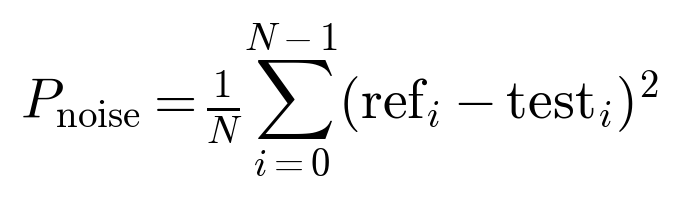 P_noise = 1/N ∑_{i=0}^{N−1} (ref_i − test_i)^2